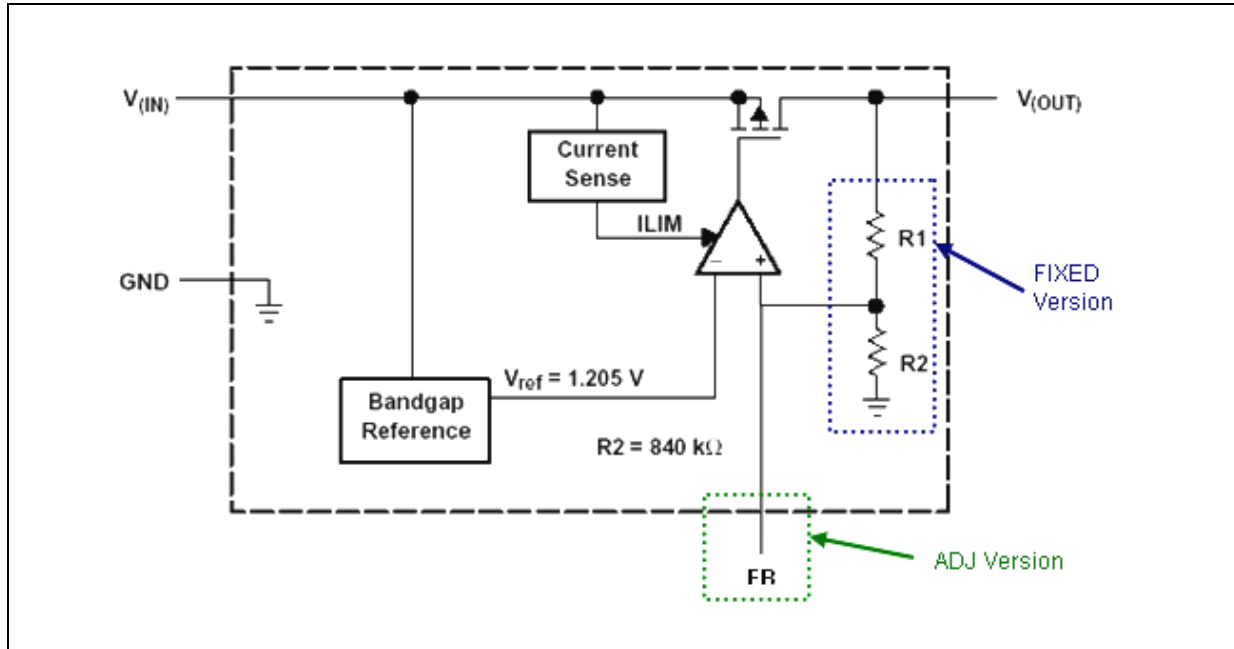 V(IN)
V(OUT)
Current
Sense
ILIM
R1
GND
FIXED
Version
− +
R2
Vref = 1.205 V
Bandgap
Reference
R2 = 840 kΩ
ADJ Version
FB